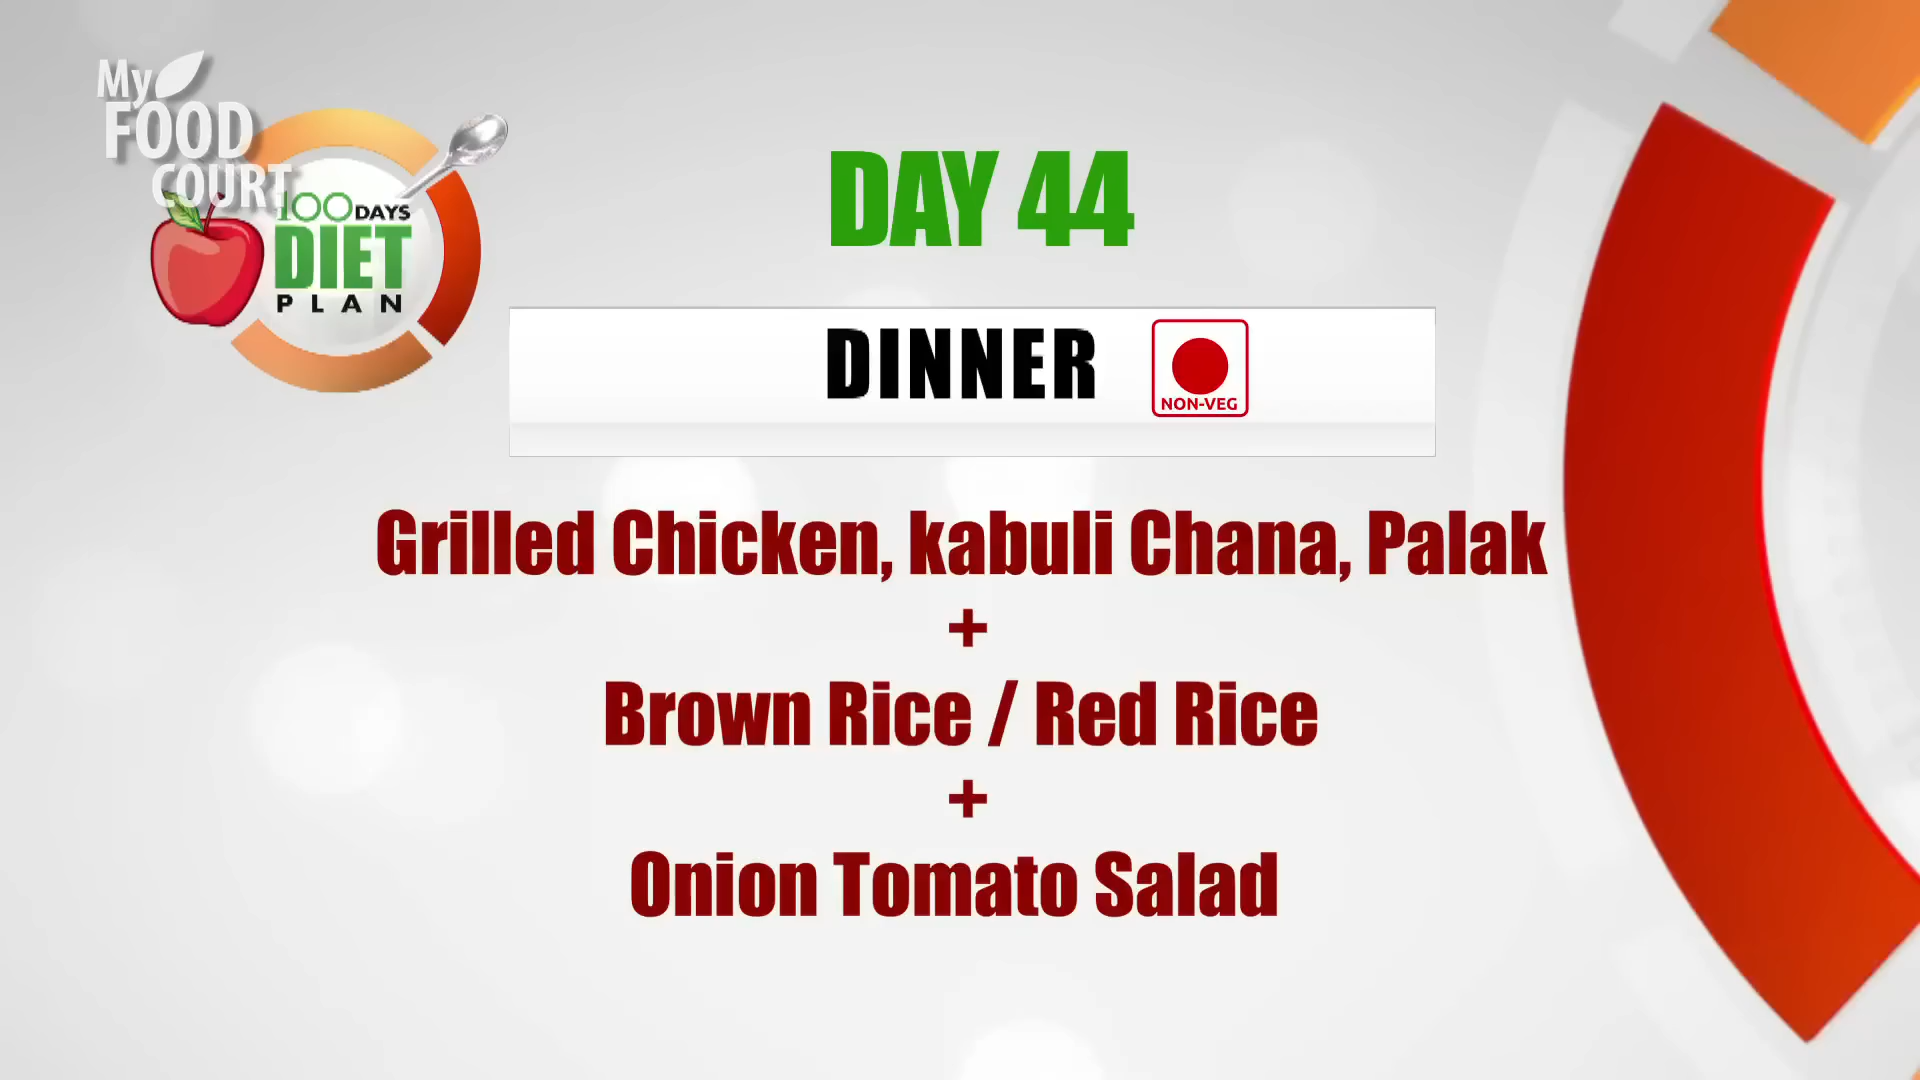 My
FOOD
COURT
100 DAYS
DIET
PLAN
DAY 44
DINNER
NON-VEG
Grilled Chicken, kabuli Chana, Palak
+
Brown Rice / Red Rice
+
Onion Tomato Salad